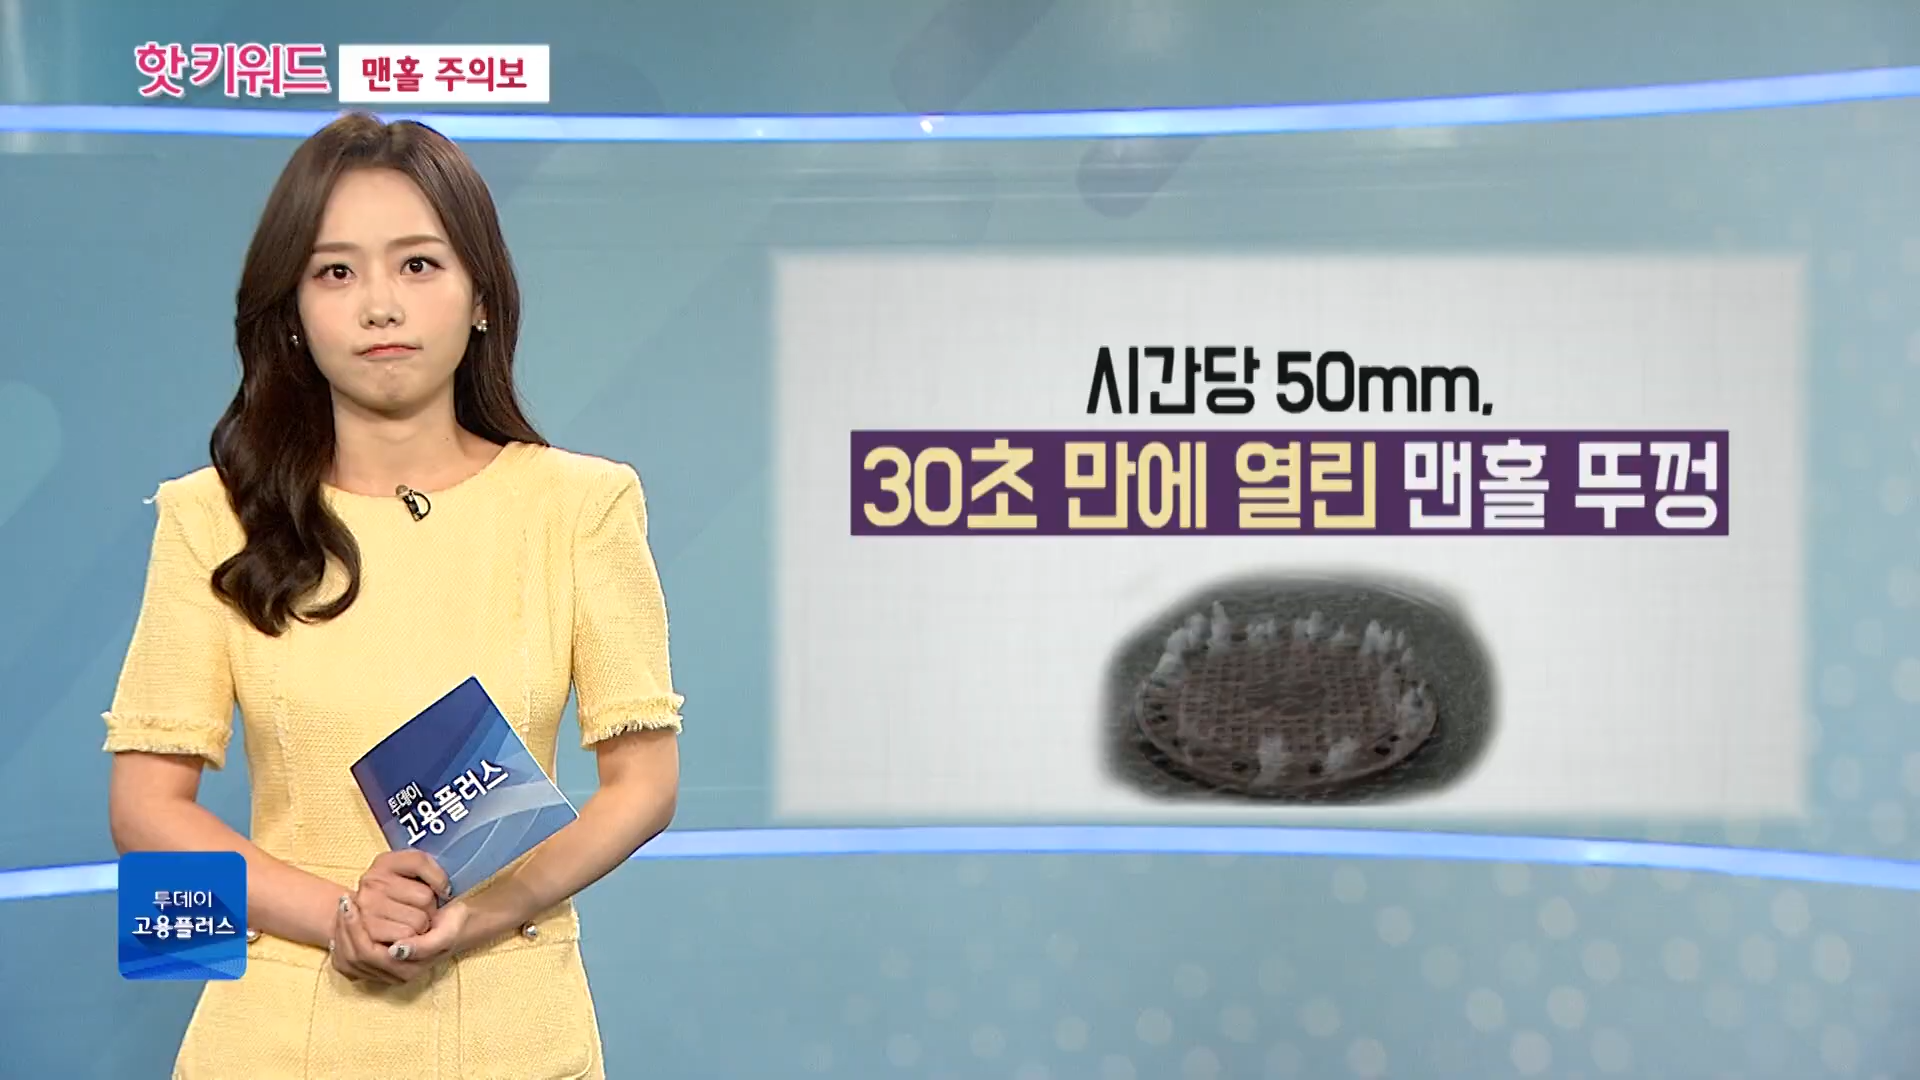 핫키워드 맨홀 주의보
시간당 50mm,
30초 만에 열린 맨홀 뚜껑
투데이
고용플러스
투데이
고용플러스